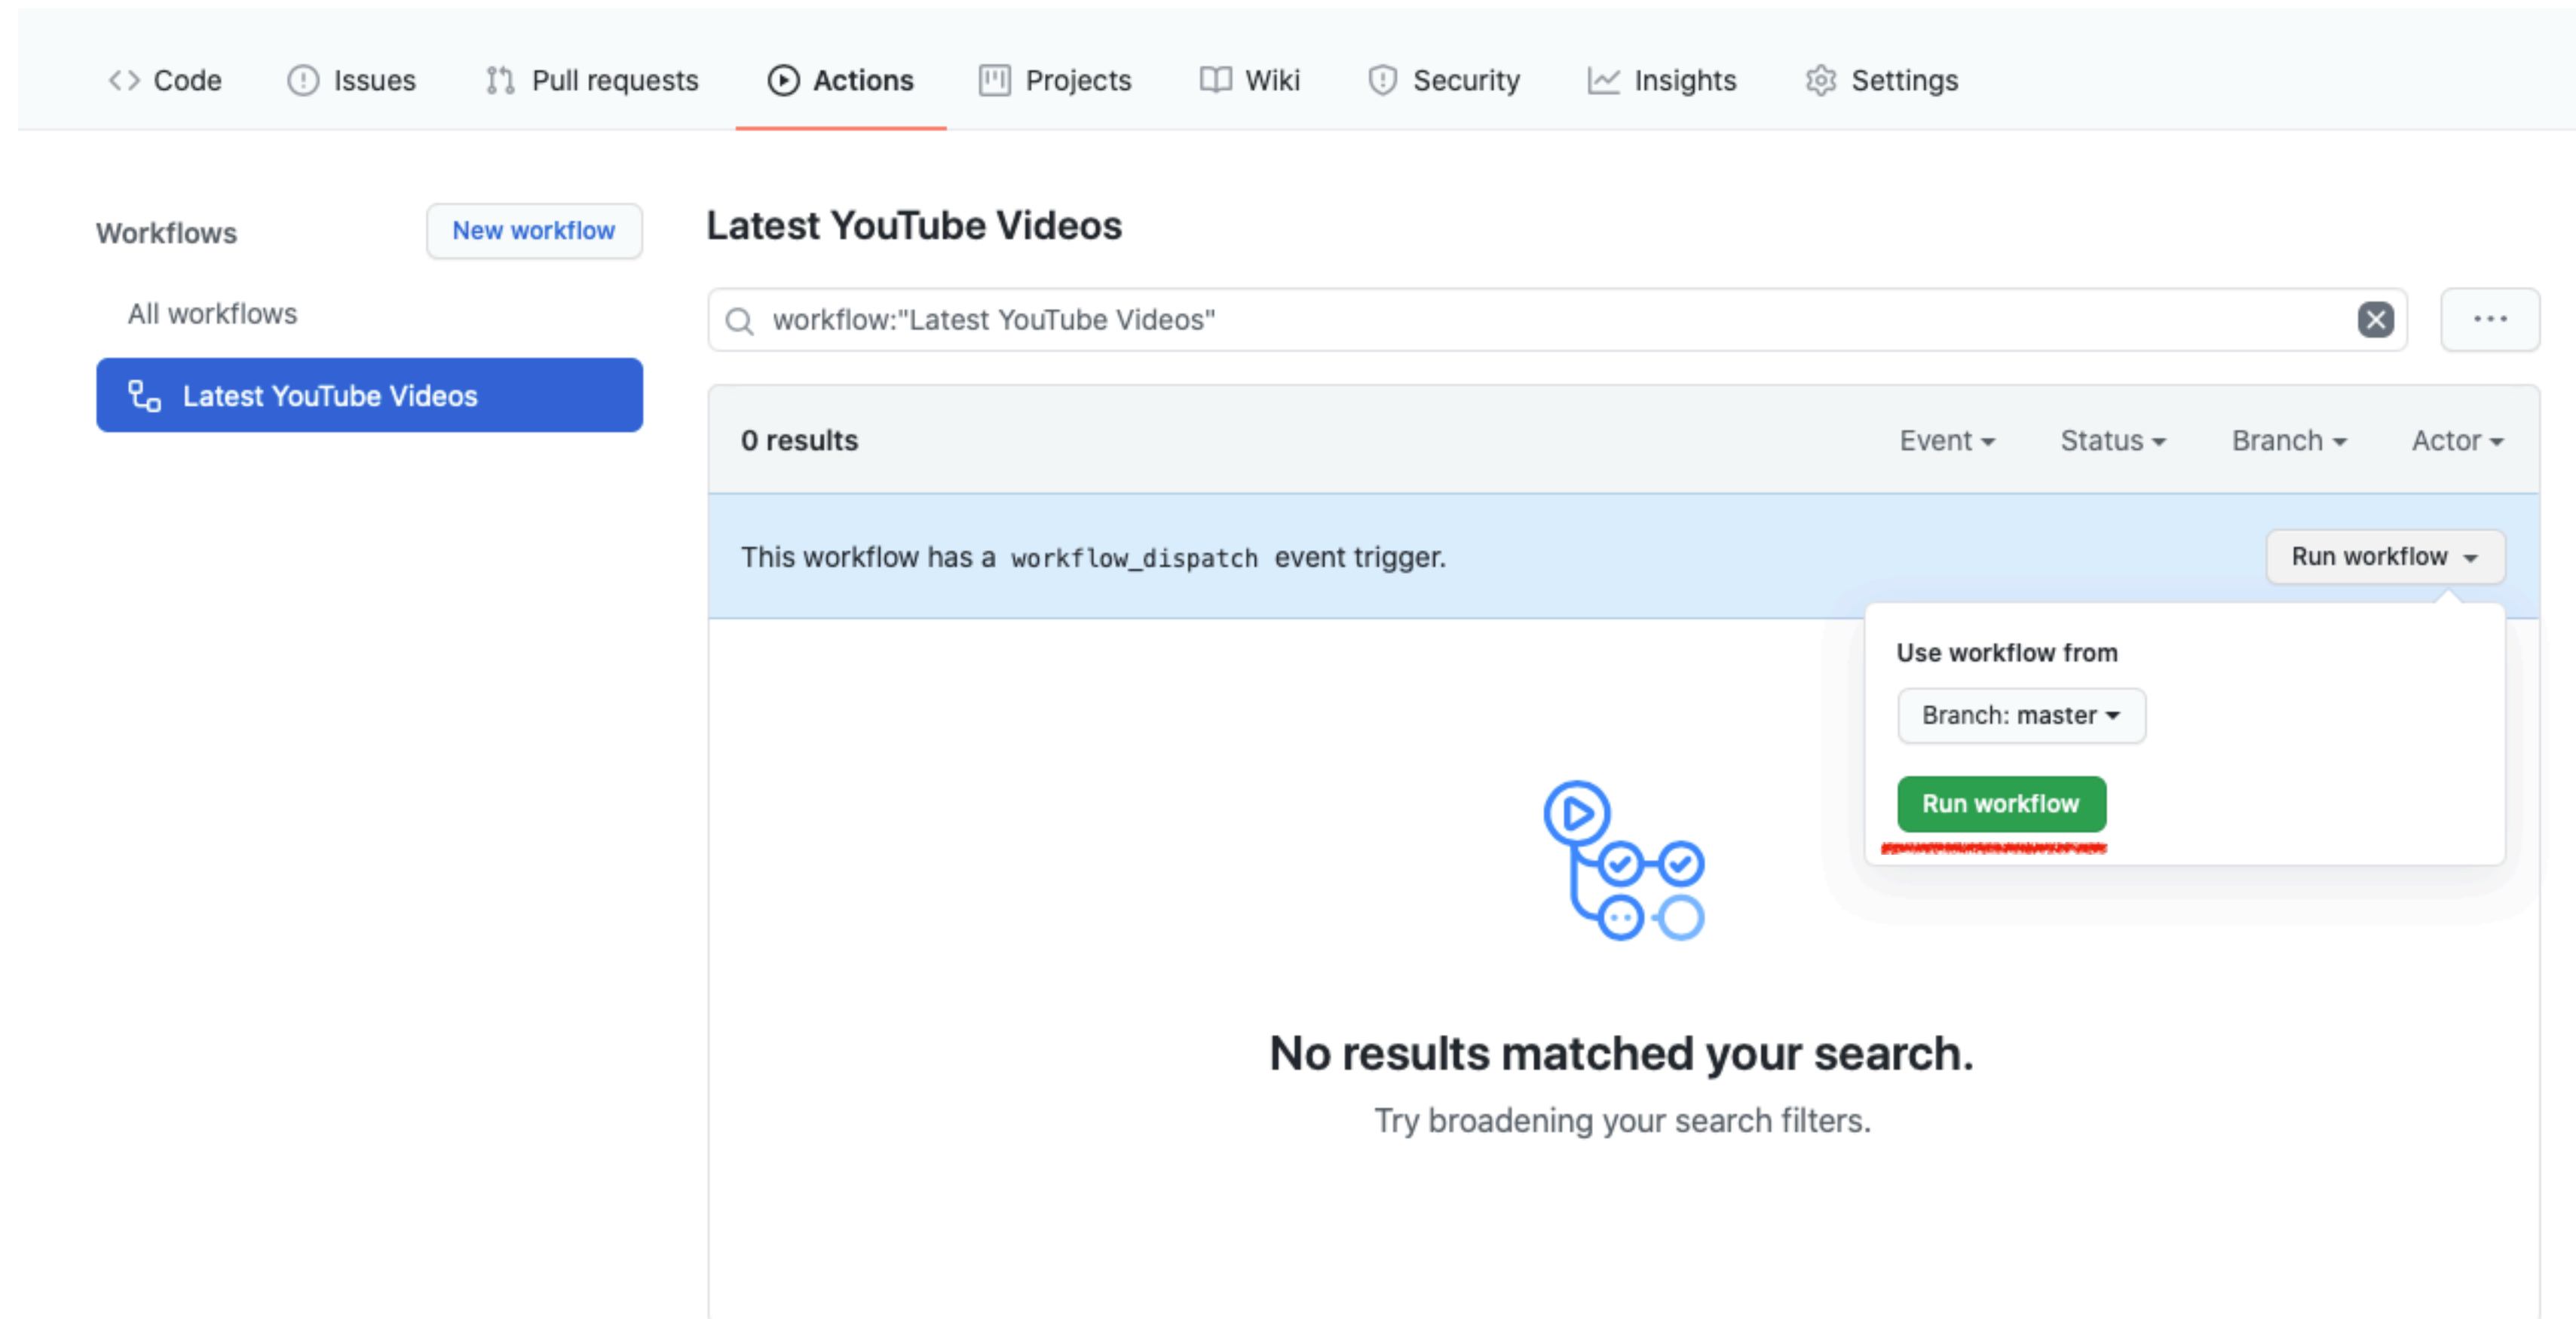 Code Issues Pull requests Actions Projects Wiki Security Insights Settings
Workflows
New workflow
All workflows
Latest YouTube Videos
Latest YouTube Videos
workflow:"Latest YouTube Videos"
...
0 results
Event Status Branch Actor
This workflow has a workflow_dispatch event trigger.
Run workflow
Use workflow from
Branch: master
Run workflow
No results matched your search.
Try broadening your search filters.